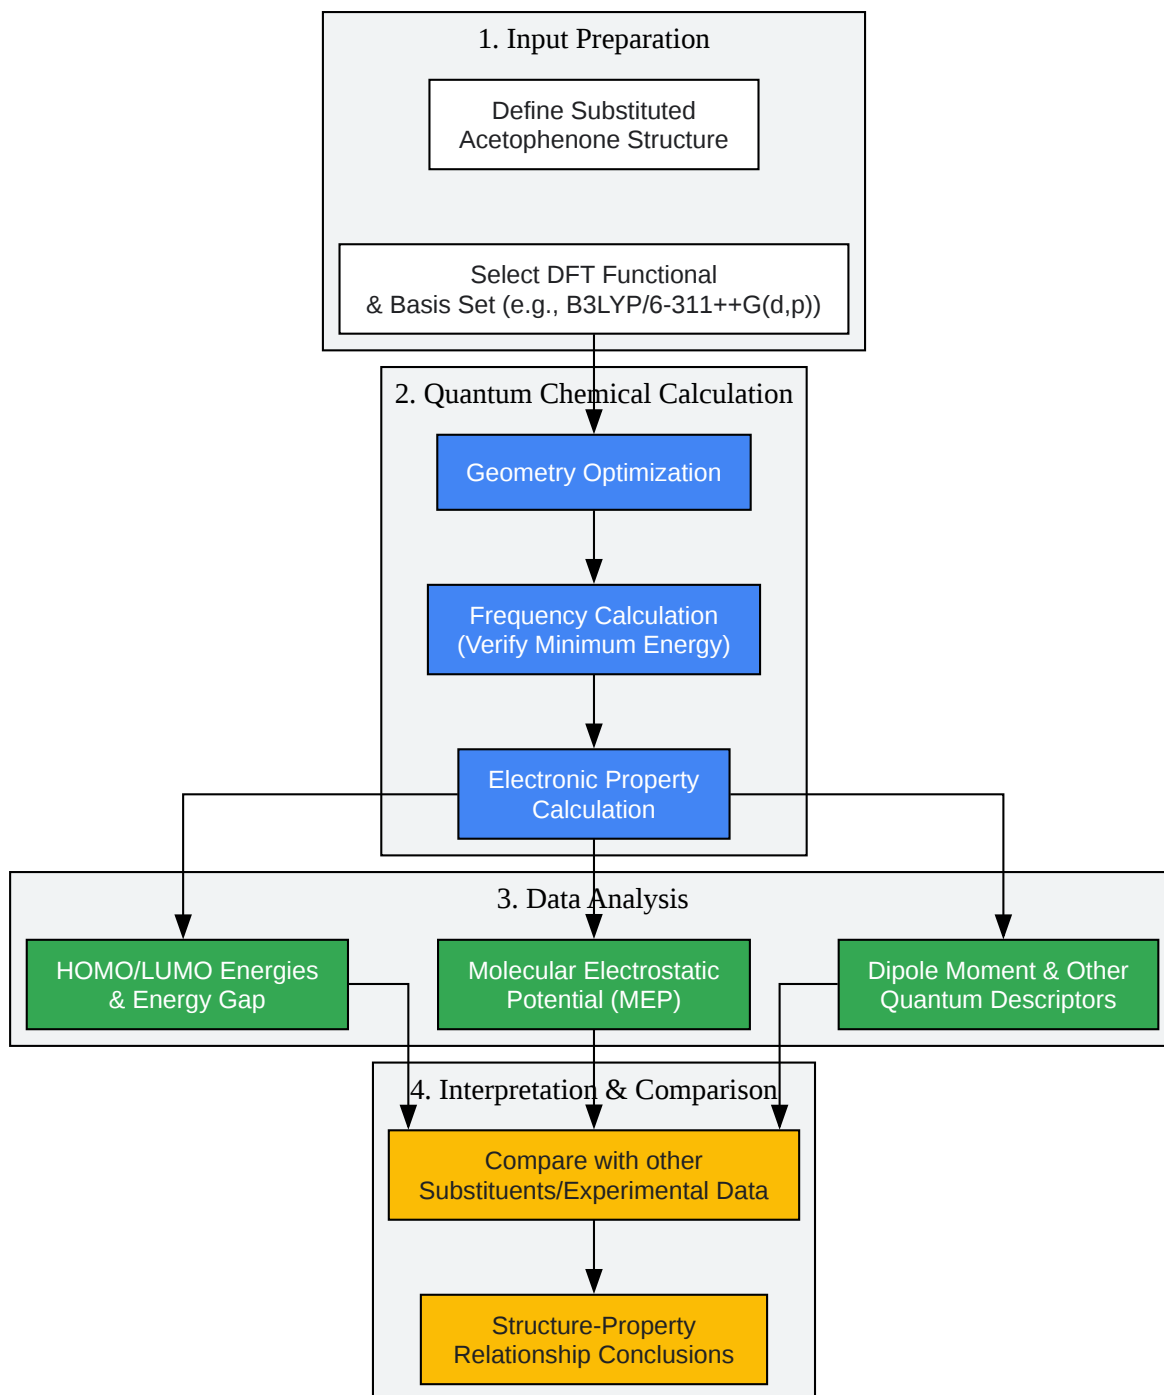 1. Input Preparation
Define Substituted
Acetophenone Structure
Select DFT Functional
& Basis Set (e.g., B3LYP/6-311++G(d,p))
2. Quantum Chemical Calculation
Geometry Optimization
Frequency Calculation
(Verify Minimum Energy)
Electronic Property
Calculation
3. Data Analysis
HOMO/LUMO Energies
& Energy Gap
Molecular Electrostatic
Potential (MEP)
Dipole Moment & Other
Quantum Descriptors
4. Interpretation & Comparison
Compare with other
Substituents/Experimental Data
Structure-Property
Relationship Conclusions